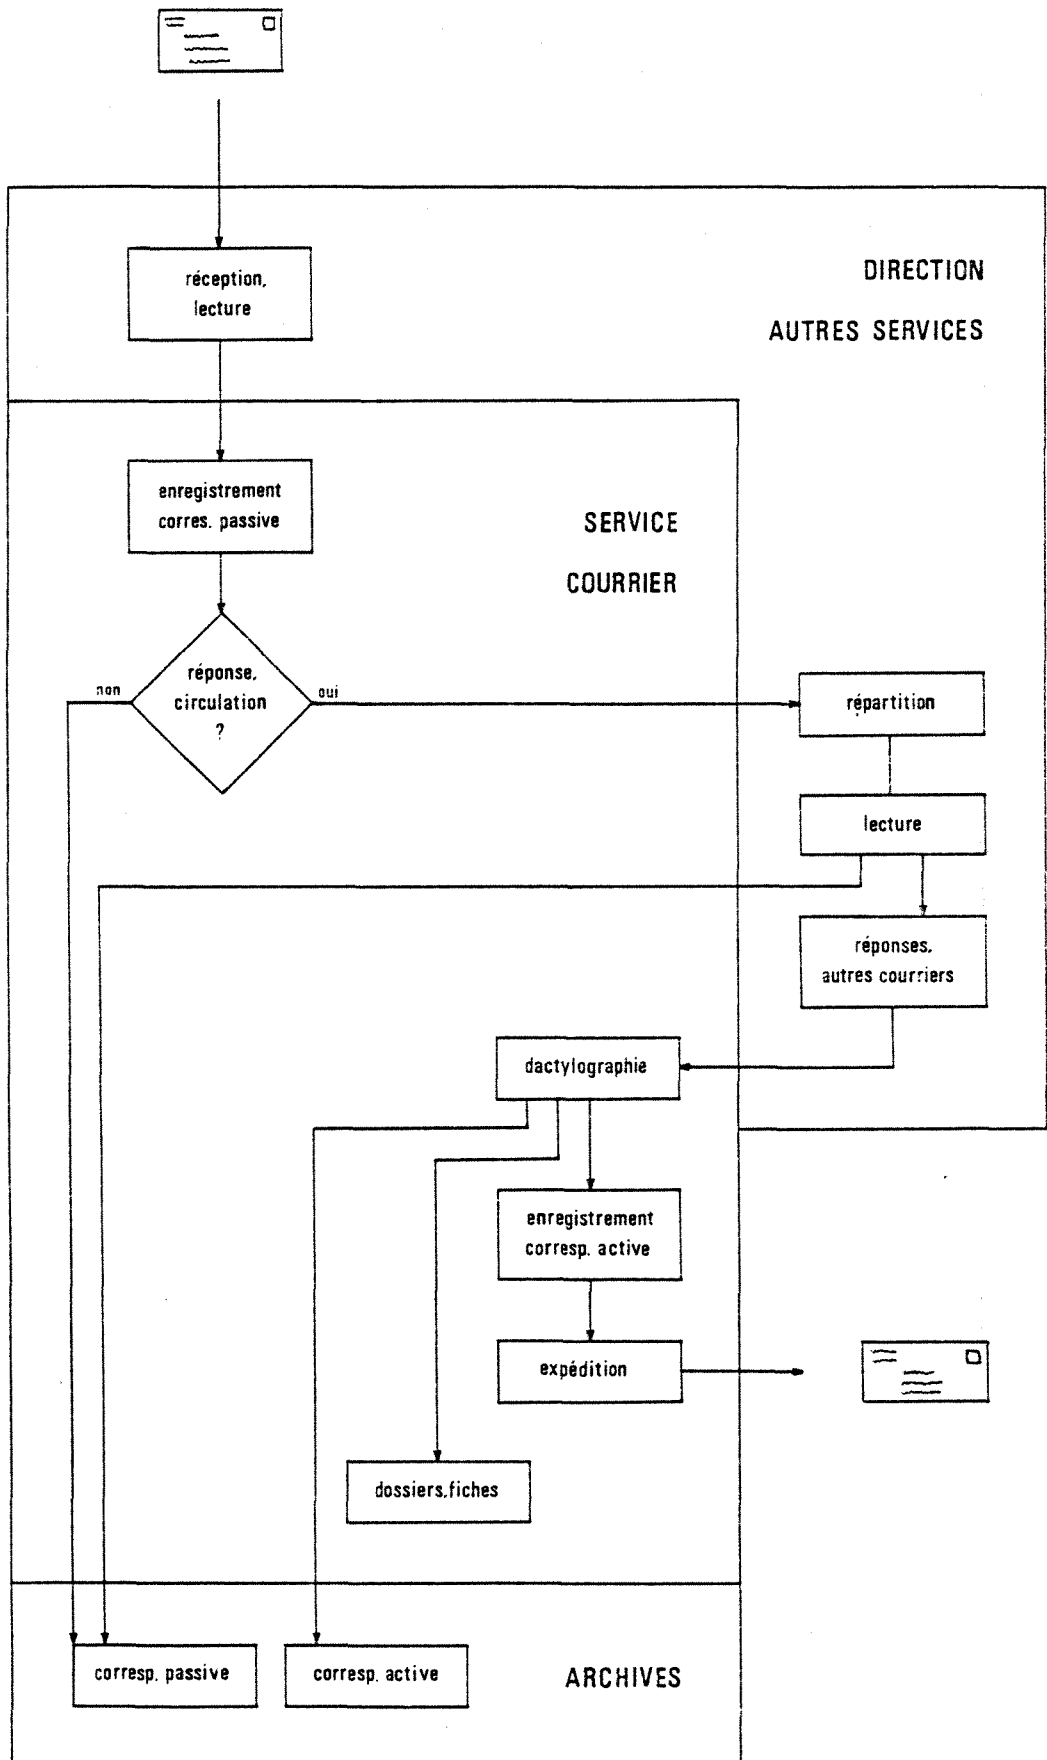 réception,
lecture
DIRECTION
AUTRES SERVICES
enregistrement
corres. passive
SERVICE
COURRIER
réponse,
circulation
?
non
oui
répartition
lecture
réponses,
autres courriers
dactylographie
enregistrement
corresp. active
expédition
dossiers,fiches
corresp. passive
corresp. active
ARCHIVES